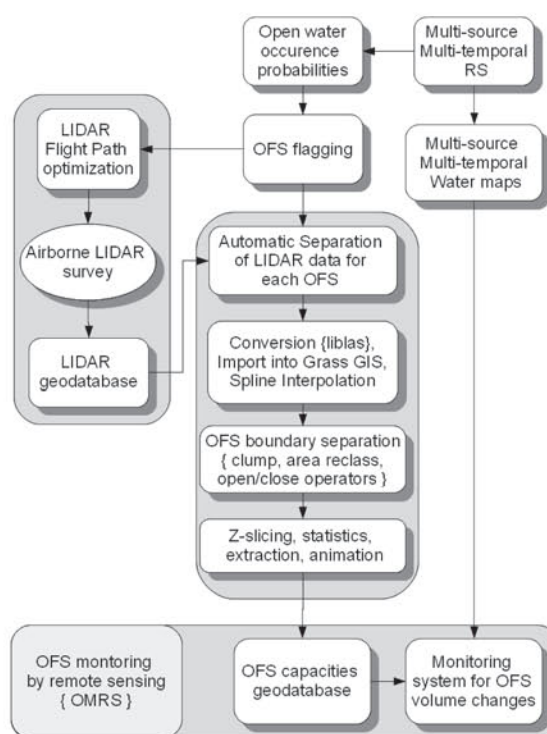 Open water
occurence
probabilities
Multi-source
Multi-temporal
RS
LIDAR
Flight Path
optimization
OFS flagging
Multi-source
Multi-temporal
Water maps
Airborne LIDAR
survey
Automatic Separation
of LIDAR data for
each OFS
LIDAR
geodatabase
Conversion {liblas},
Import into Grass GIS,
Spline Interpolation
OFS boundary separation
{ clump, area reclass,
open/close operators }
Z-slicing, statistics,
extraction, animation
OFS montoring
by remote sensing
{ OMRS }
OFS capacities
geodatabase
Monitoring
system for OFS
volume changes